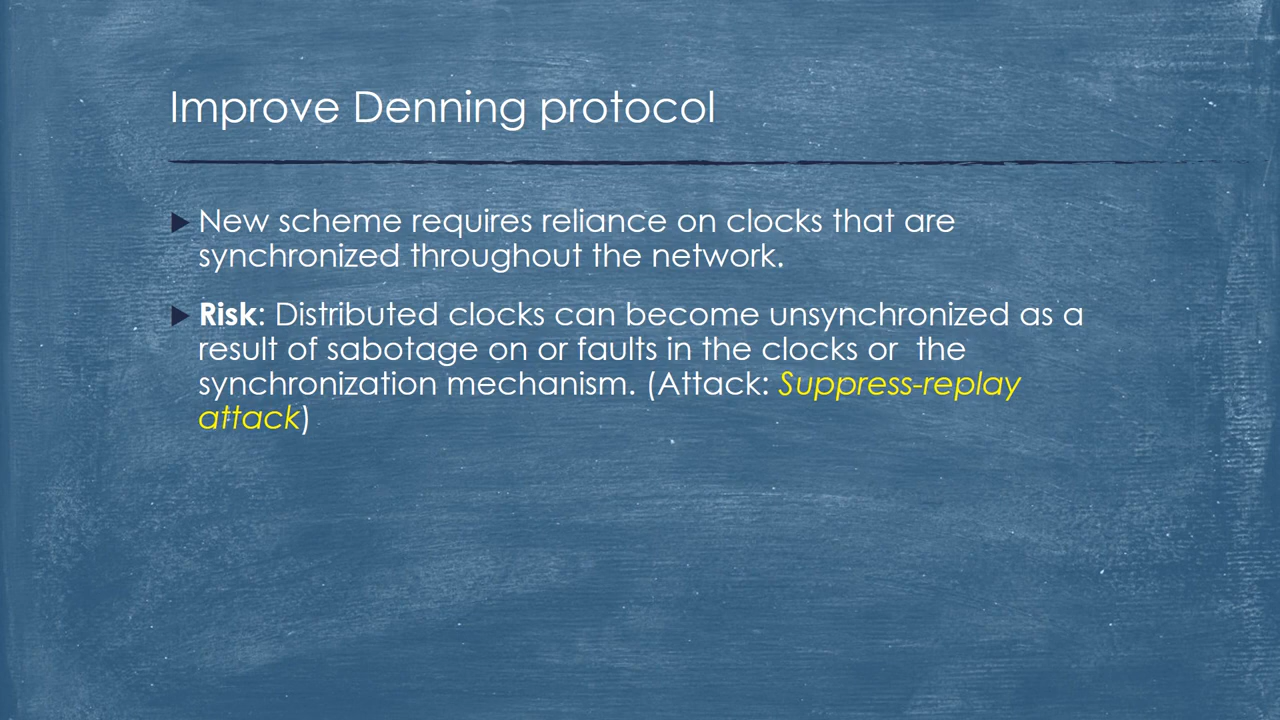 Improve Denning protocol
New scheme requires reliance on clocks that are
synchronized throughout the network.
Risk: Distributed clocks can become unsynchronized as a
result of sabotage on or faults in the clocks or  the
synchronization mechanism. (Attack: Suppress-replay
attack)